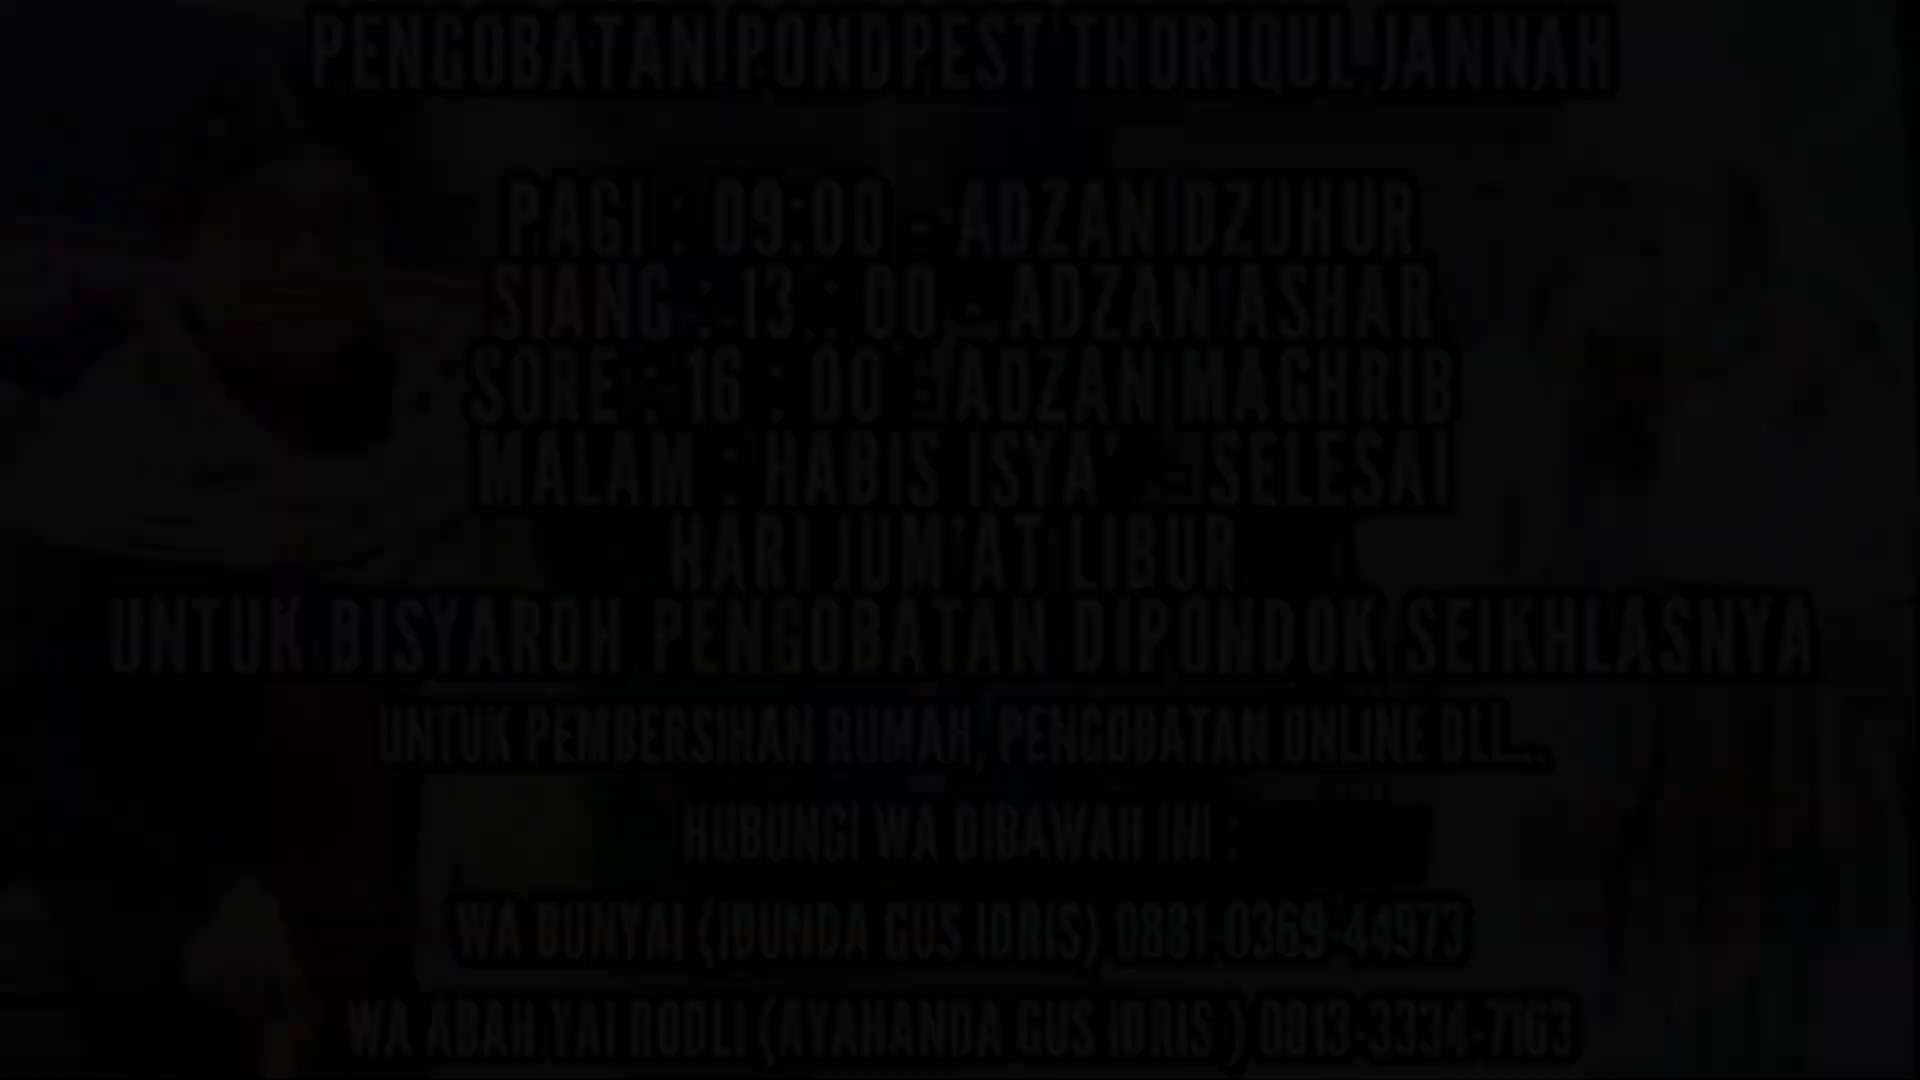 PENGOBATAN PONDPEST THORIQUL JANNAH
PAGI : 09:00 - ADZAN DZUHUR
SIANG : 13 : 00 - ADZAN ASHAR
SORE : 16 : 00 - ADZAN MAGHRIB
MALAM : HABIS ISYA' - SELESAI
HARI JUM'AT LIBUR
UNTUK BISYAROH PENGOBATAN DIPONDOK SEIKHLASNYA
UNTUK PEMBERSIHAN RUMAH, PENGOBATAN ONLINE DLL...
HUBUNGI WA DIBAWAH INI :
WA BUNYAI (IBUNDA GUS IDRIS) 0881-0369-44973
WA ABAH YAI RODLI (AYAHANDA GUS IDRIS ) 0813-3334-7163